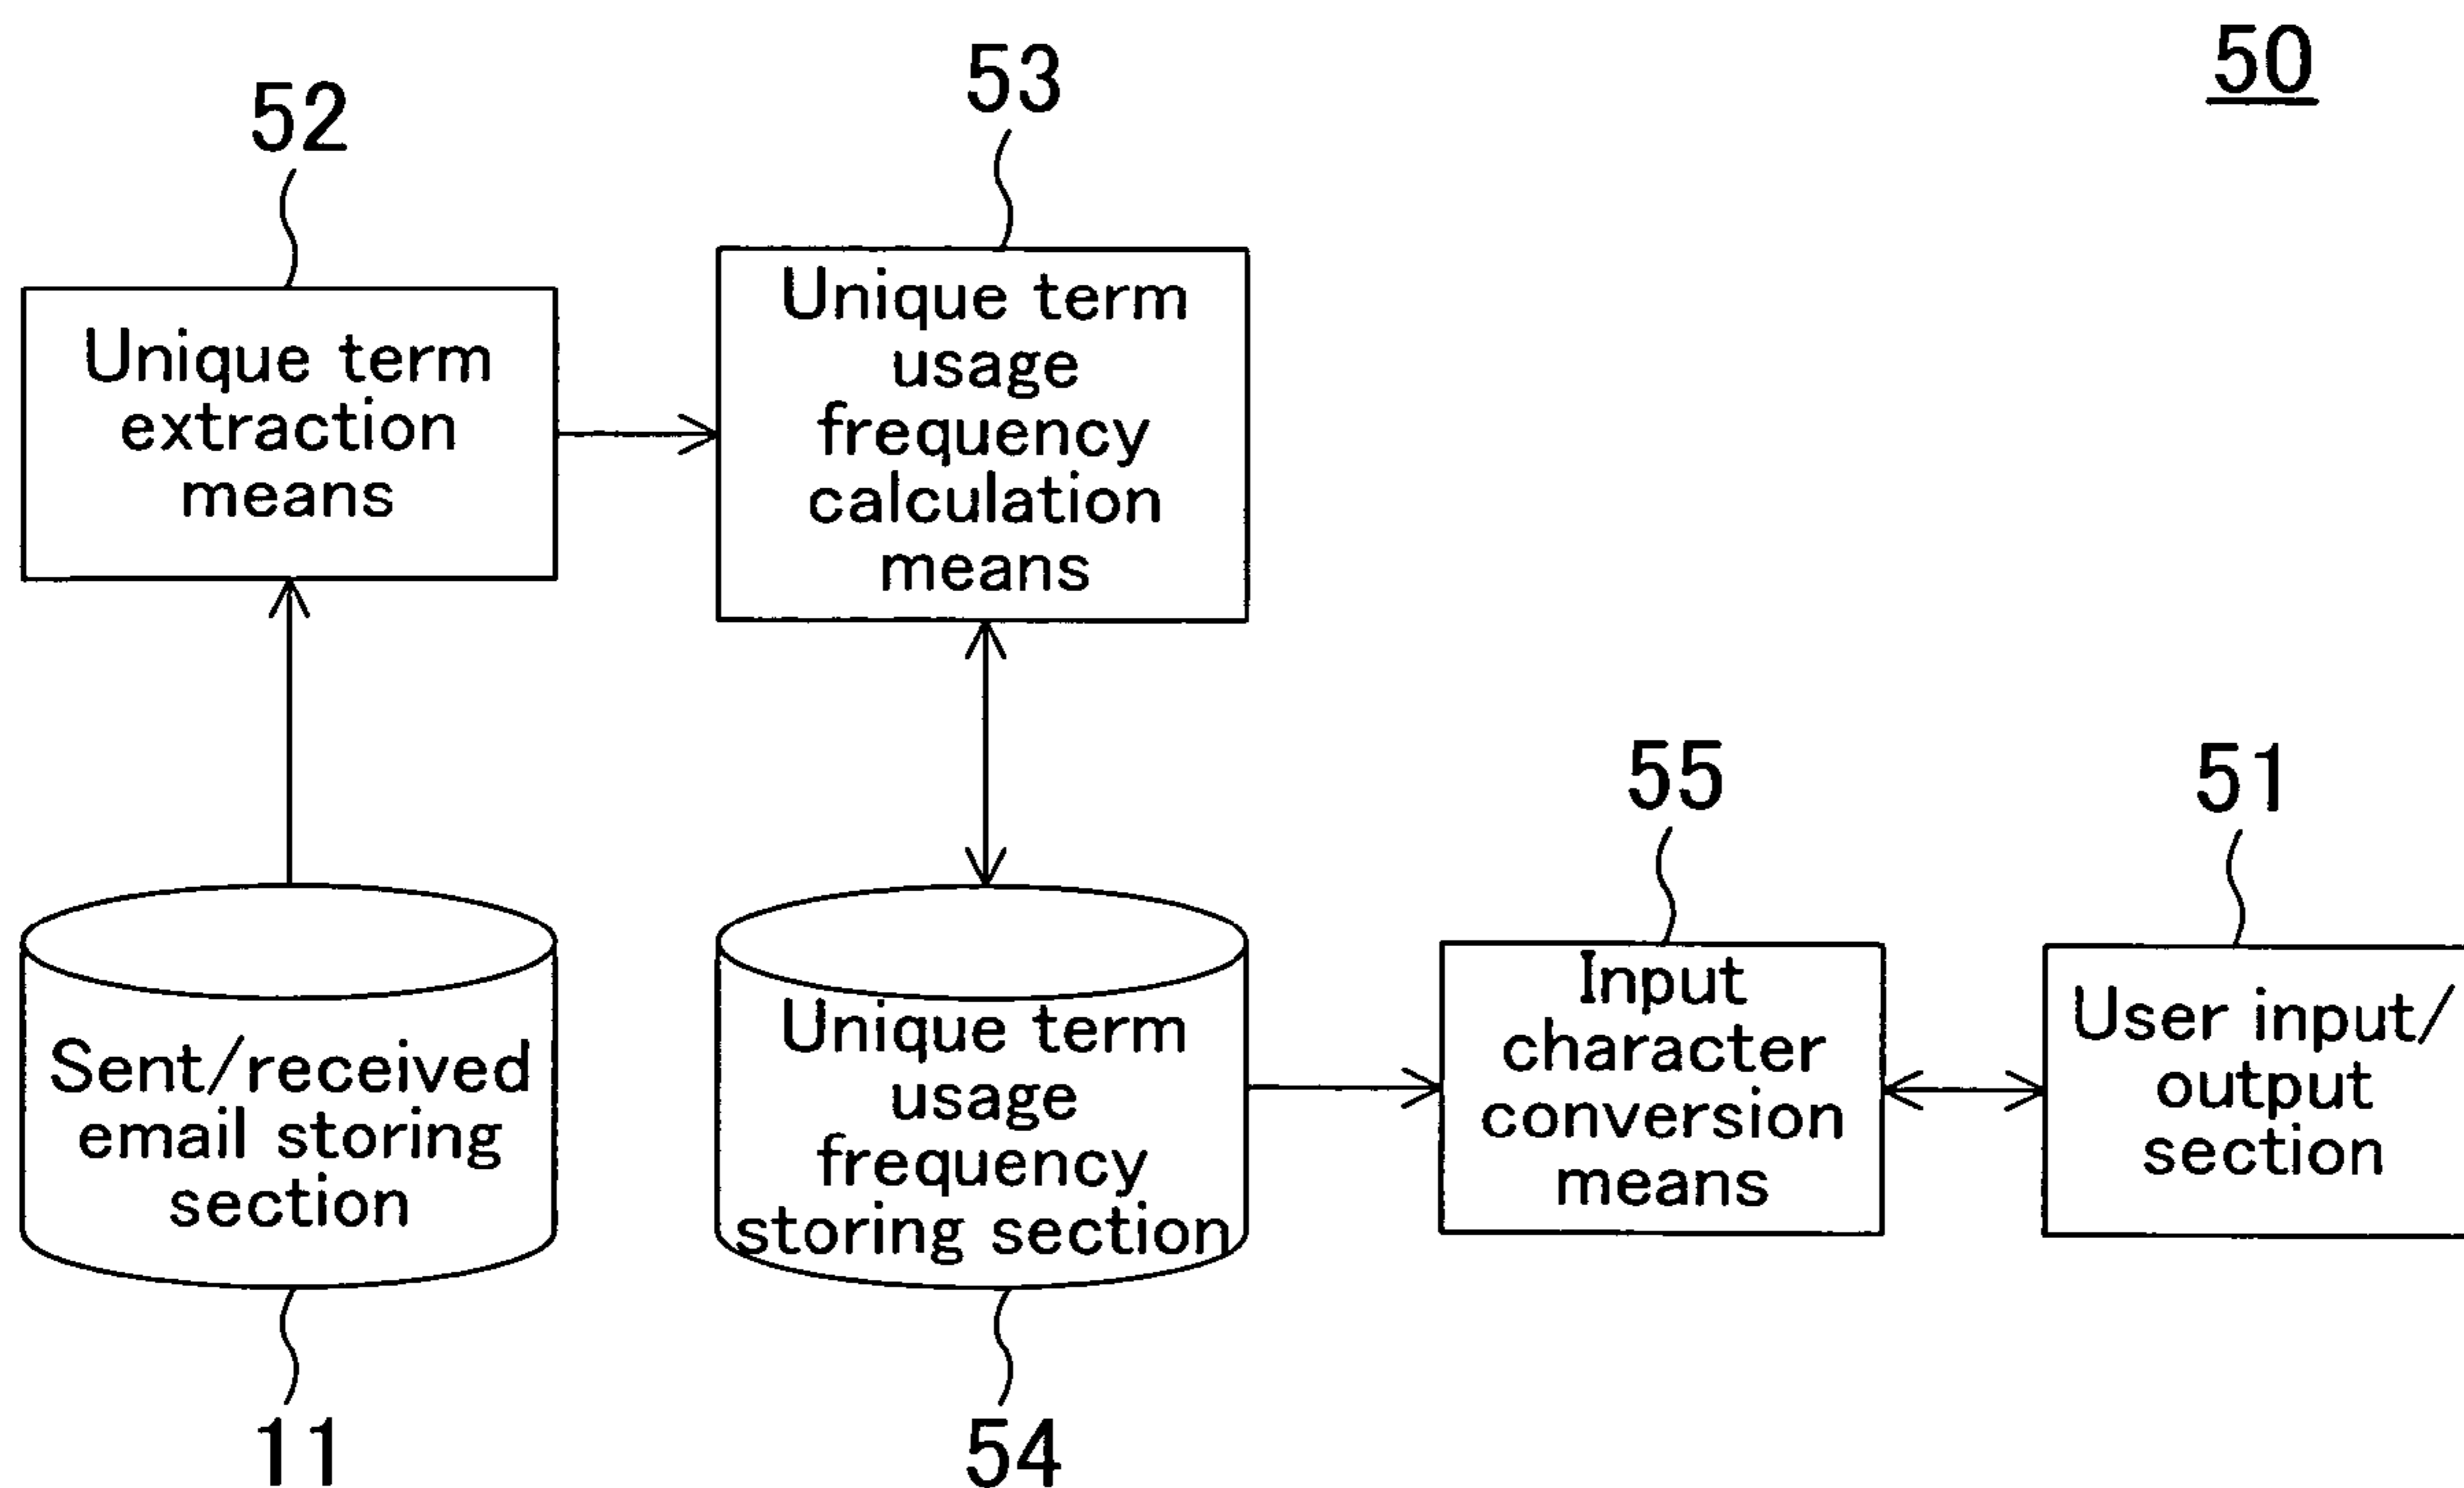 50
53
52
Unique term
usage
frequency
calculation
means
Unique term
extraction
means
55
51
Sent/received
email storing
section
Unique term
usage
frequency
storing section
Input
character
conversion
means
User input/
output
section
11
54